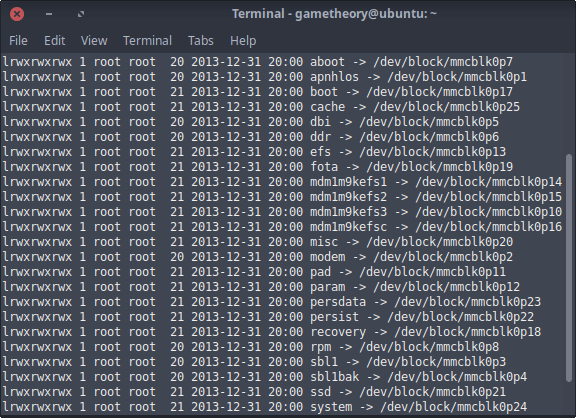 Terminal - gametheory@ubuntu: ~
File Edit View Terminal Tabs Help
lrwxrwxrwx 1 root root  20 2013-12-31 20:00 aboot -> /dev/block/mmcblk0p7
lrwxrwxrwx 1 root root  20 2013-12-31 20:00 apnhlos -> /dev/block/mmcblk0p1
lrwxrwxrwx 1 root root  21 2013-12-31 20:00 boot -> /dev/block/mmcblk0p17
lrwxrwxrwx 1 root root  21 2013-12-31 20:00 cache -> /dev/block/mmcblk0p25
lrwxrwxrwx 1 root root  20 2013-12-31 20:00 dbi -> /dev/block/mmcblk0p5
lrwxrwxrwx 1 root root  20 2013-12-31 20:00 ddr -> /dev/block/mmcblk0p6
lrwxrwxrwx 1 root root  21 2013-12-31 20:00 efs -> /dev/block/mmcblk0p13
lrwxrwxrwx 1 root root  21 2013-12-31 20:00 fota -> /dev/block/mmcblk0p19
lrwxrwxrwx 1 root root  21 2013-12-31 20:00 mdm1m9kefs1 -> /dev/block/mmcblk0p14
lrwxrwxrwx 1 root root  21 2013-12-31 20:00 mdm1m9kefs2 -> /dev/block/mmcblk0p15
lrwxrwxrwx 1 root root  21 2013-12-31 20:00 mdm1m9kefs3 -> /dev/block/mmcblk0p10
lrwxrwxrwx 1 root root  21 2013-12-31 20:00 mdm1m9kefsc -> /dev/block/mmcblk0p16
lrwxrwxrwx 1 root root  21 2013-12-31 20:00 misc -> /dev/block/mmcblk0p20
lrwxrwxrwx 1 root root  20 2013-12-31 20:00 modem -> /dev/block/mmcblk0p2
lrwxrwxrwx 1 root root  21 2013-12-31 20:00 pad -> /dev/block/mmcblk0p11
lrwxrwxrwx 1 root root  21 2013-12-31 20:00 param -> /dev/block/mmcblk0p12
lrwxrwxrwx 1 root root  21 2013-12-31 20:00 persdata -> /dev/block/mmcblk0p23
lrwxrwxrwx 1 root root  21 2013-12-31 20:00 persist -> /dev/block/mmcblk0p22
lrwxrwxrwx 1 root root  21 2013-12-31 20:00 recovery -> /dev/block/mmcblk0p18
lrwxrwxrwx 1 root root  20 2013-12-31 20:00 rpm -> /dev/block/mmcblk0p8
lrwxrwxrwx 1 root root  20 2013-12-31 20:00 sbl1 -> /dev/block/mmcblk0p3
lrwxrwxrwx 1 root root  20 2013-12-31 20:00 sbl1bak -> /dev/block/mmcblk0p4
lrwxrwxrwx 1 root root  21 2013-12-31 20:00 ssd -> /dev/block/mmcblk0p21
lrwxrwxrwx 1 root root  21 2013-12-31 20:00 system -> /dev/block/mmcblk0p24